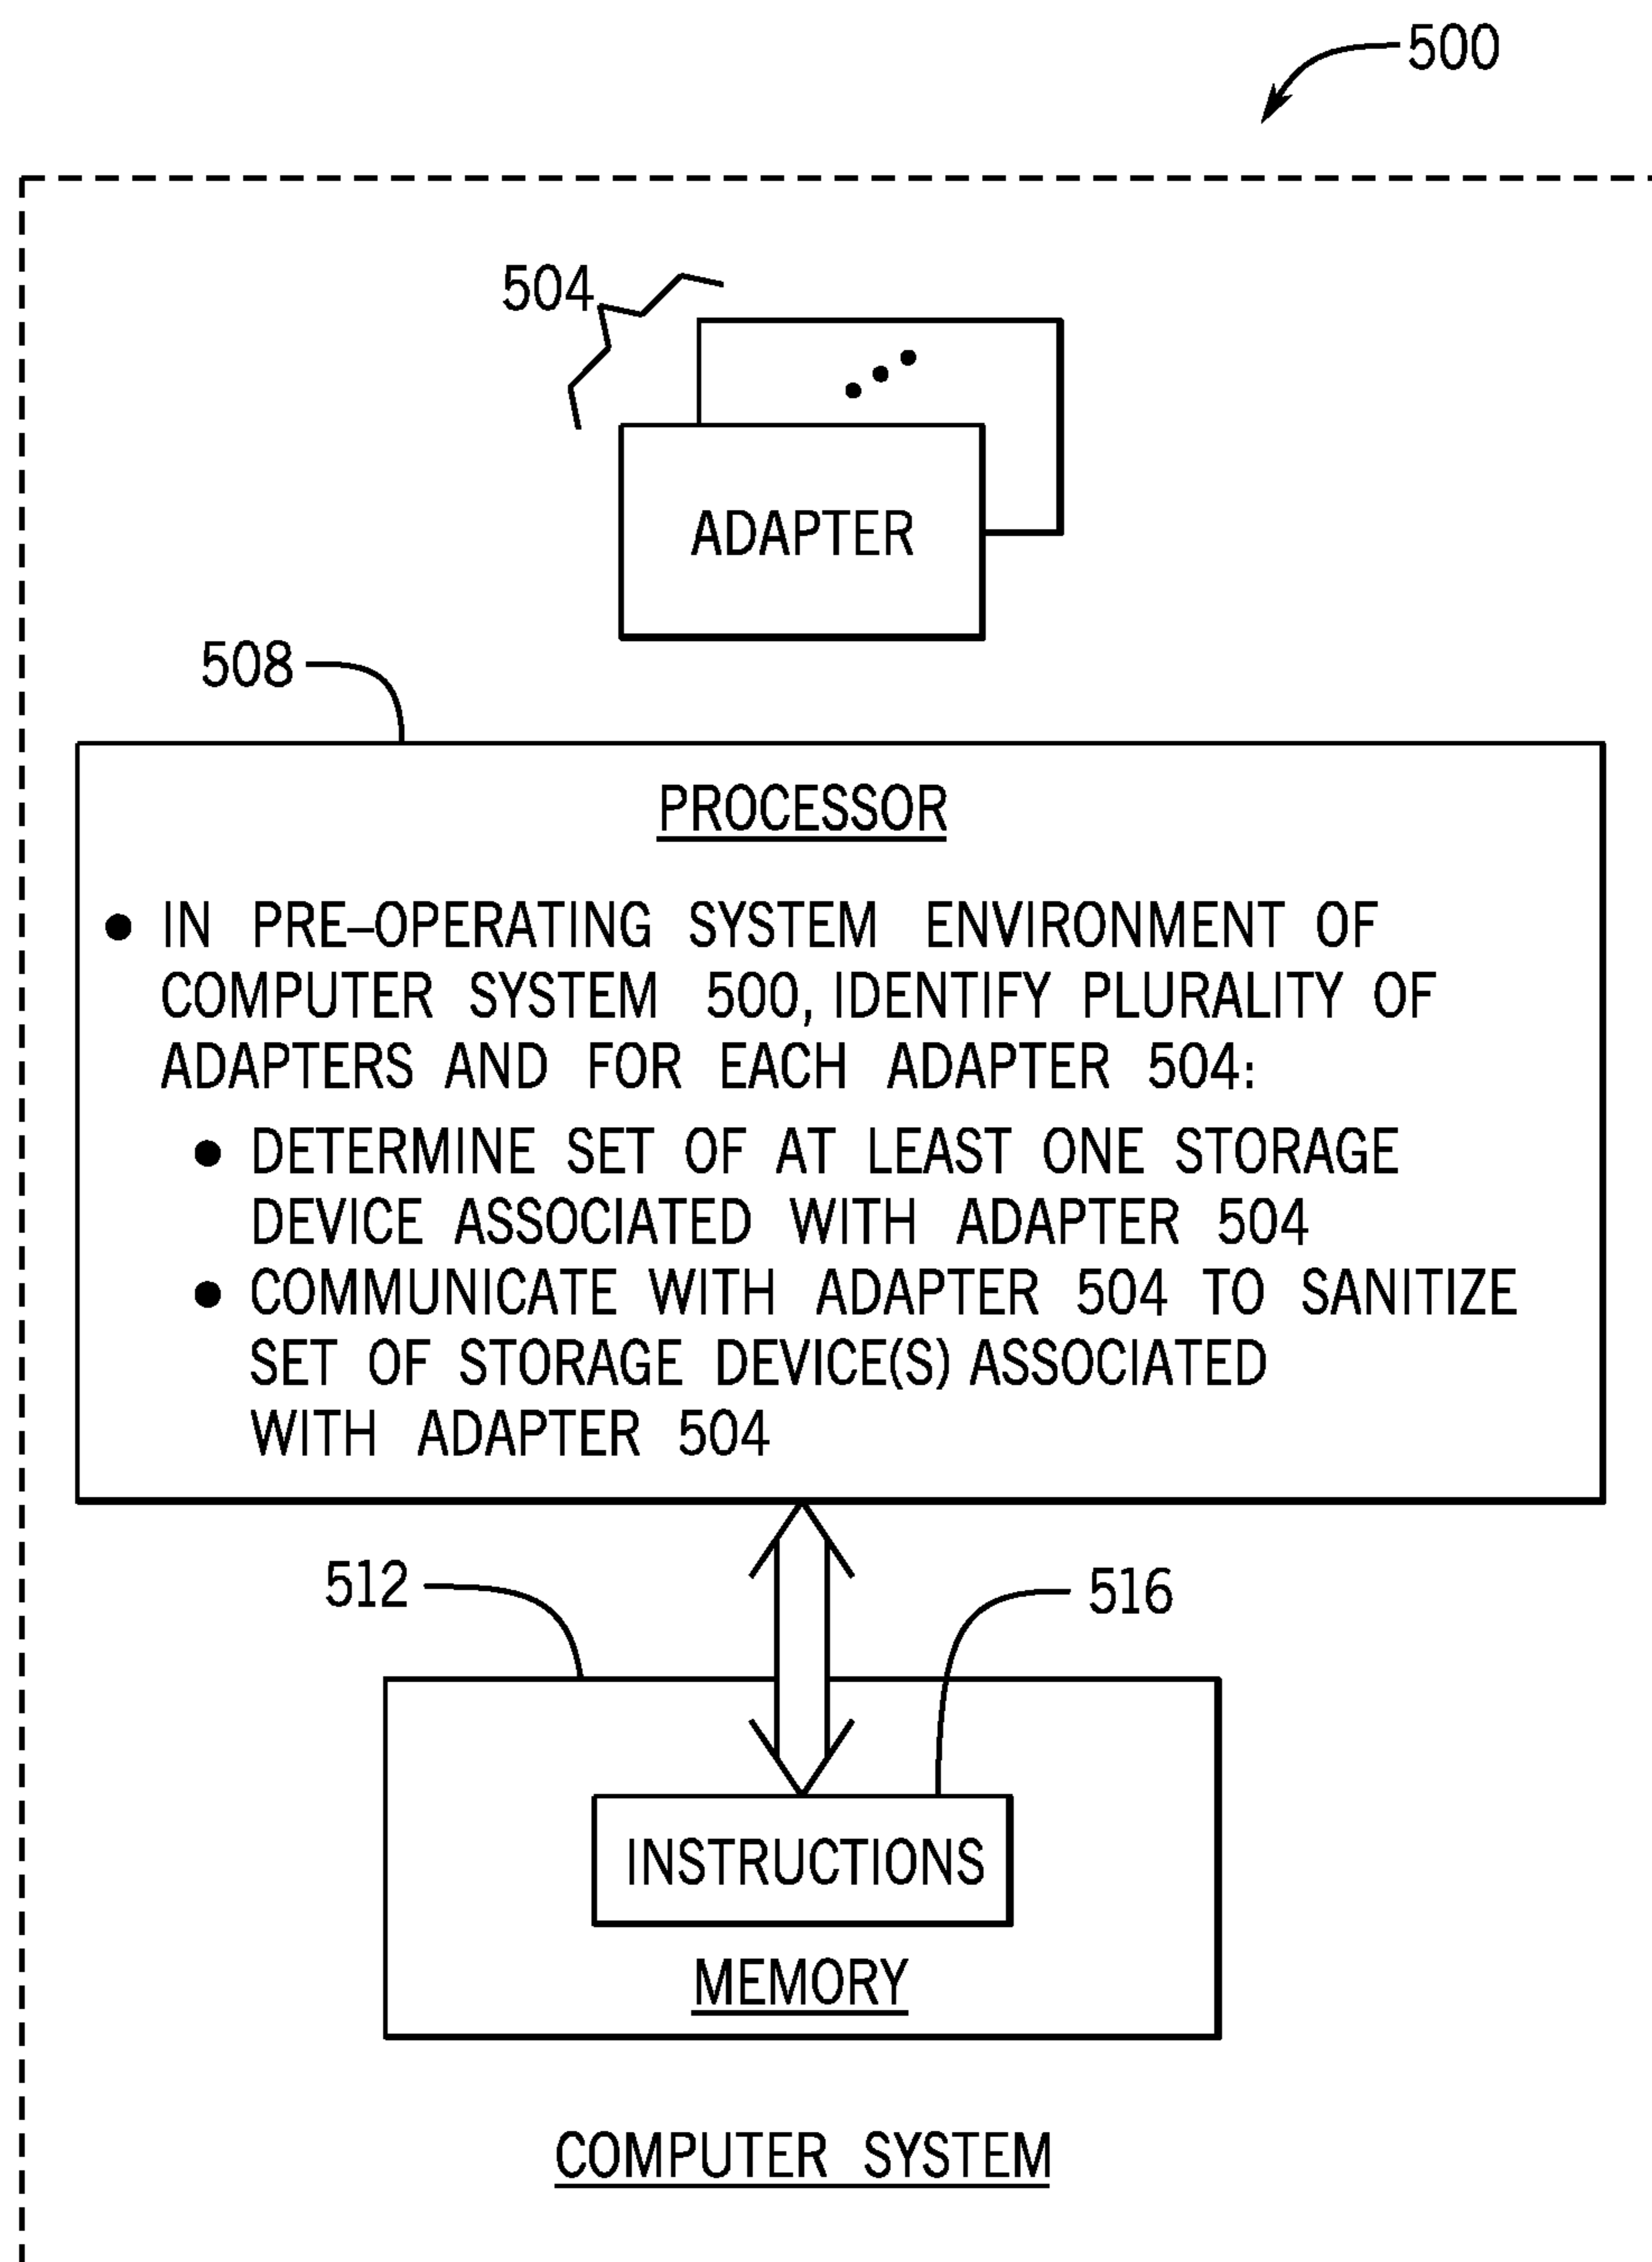 500
504
ADAPTER
508
PROCESSOR
• IN PRE–OPERATING SYSTEM ENVIRONMENT OF
COMPUTER SYSTEM 500, IDENTIFY PLURALITY OF
ADAPTERS AND FOR EACH ADAPTER 504:
• DETERMINE SET OF AT LEAST ONE STORAGE
DEVICE ASSOCIATED WITH ADAPTER 504
• COMMUNICATE WITH ADAPTER 504 TO SANITIZE
SET OF STORAGE DEVICE(S) ASSOCIATED
WITH ADAPTER 504
512
516
INSTRUCTIONS
MEMORY
COMPUTER SYSTEM